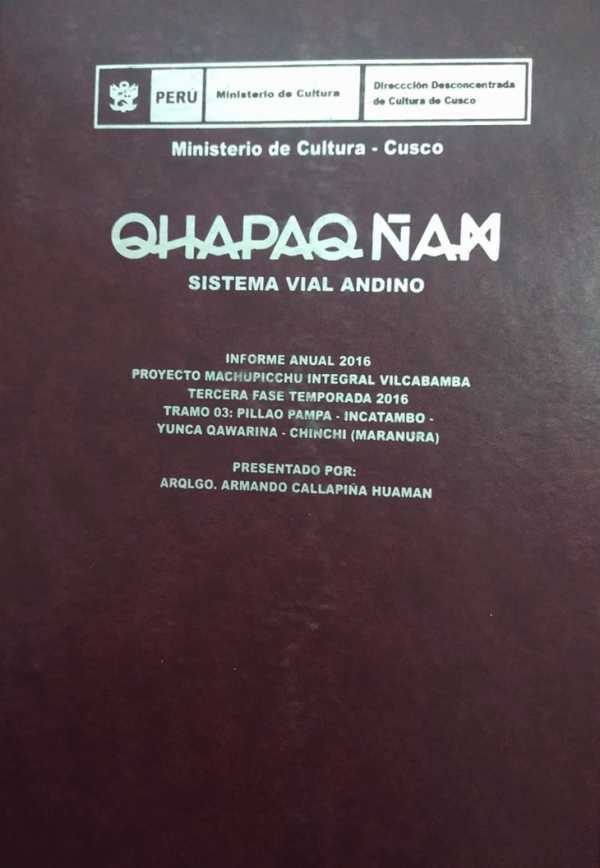 PERÚ
Ministerio de Cultura
Direccción Desconcentrada
de Cultura de Cusco
Ministerio de Cultura - Cusco
QHAPAQ ÑAN
SISTEMA VIAL ANDINO
INFORME ANUAL 2016
PROYECTO MACHUPICCHU INTEGRAL VILCABAMBA
TERCERA FASE TEMPORADA 2016
TRAMO 03: PILLAO PAMPA - INCATAMBO -
YUNCA QAWARINA - CHINCHI (MARANURA)
PRESENTADO POR:
ARQLGO. ARMANDO CALLAPIÑA HUAMAN